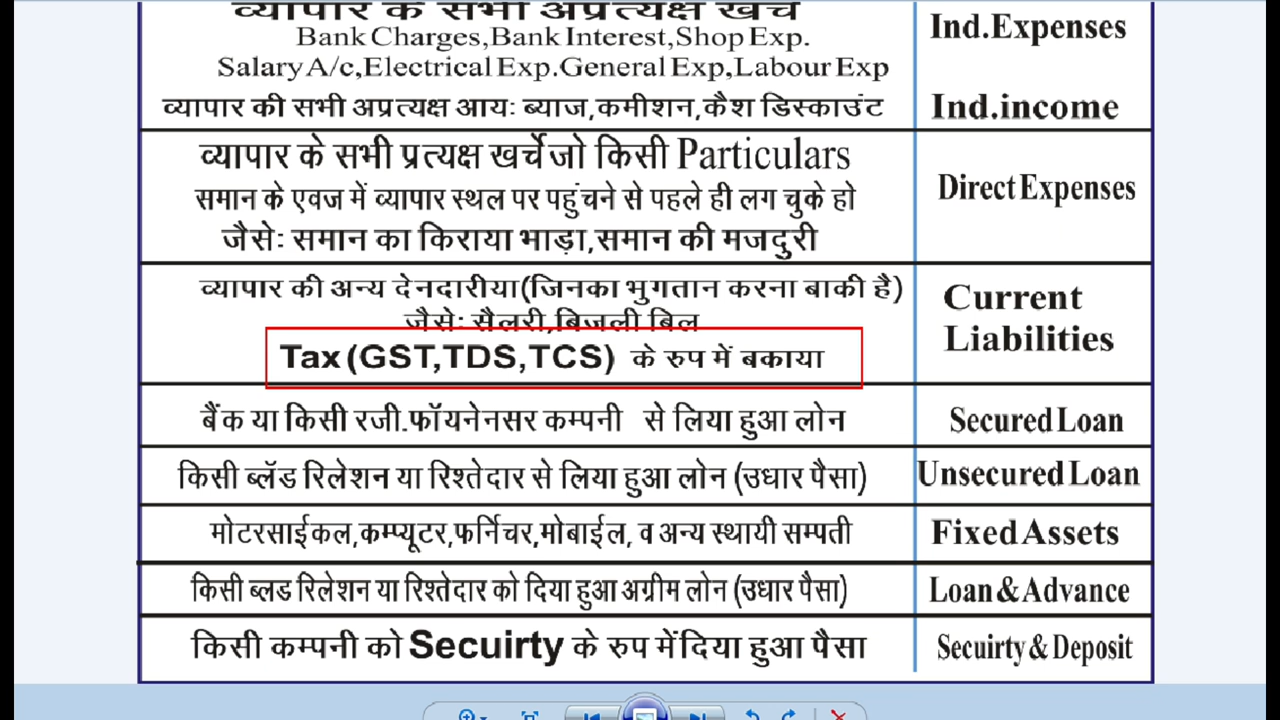 व्यापार के सभी अप्रत्यक्ष खर्चे
Bank Charges,Bank Interest,Shop Exp.
Ind.Expenses
Salary A/c,Electrical Exp.General Exp,Labour Exp
व्यापार की सभी अप्रत्यक्ष आयः ब्याज,कमीशन,कैश डिस्काउंट
Ind.income
व्यापार के सभी प्रत्यक्ष खर्चे जो किसी Particulars
समान के एवज में व्यापार स्थल पर पहुंचने से पहले ही लग चुके हो
जैसेः समान का किराया भाड़ा,समान की मजदुरी
Direct Expenses
व्यापार की अन्य देनदारीया(जिनका भुगतान करना बाकी है)
जैसेः सैलरी,बिजली बिल
Tax (GST,TDS,TCS) के रुप में बकाया
Current
Liabilities
बैंक या किसी रजी.फॉयनेनसर कम्पनी से लिया हुआ लोन
Secured Loan
किसी ब्लॅड रिलेशन या रिश्तेदार से लिया हुआ लोन (उधार पैसा)
Unsecured Loan
मोटरसाईकल,कम्प्यूटर,फर्निचर,मोबाईल, व अन्य स्थायी सम्पती
Fixed Assets
किसी ब्लड रिलेशन या रिश्तेदार को दिया हुआ अग्रीम लोन (उधार पैसा)
Loan & Advance
किसी कम्पनी को Secuirty के रुप में दिया हुआ पैसा
Secuirty & Deposit